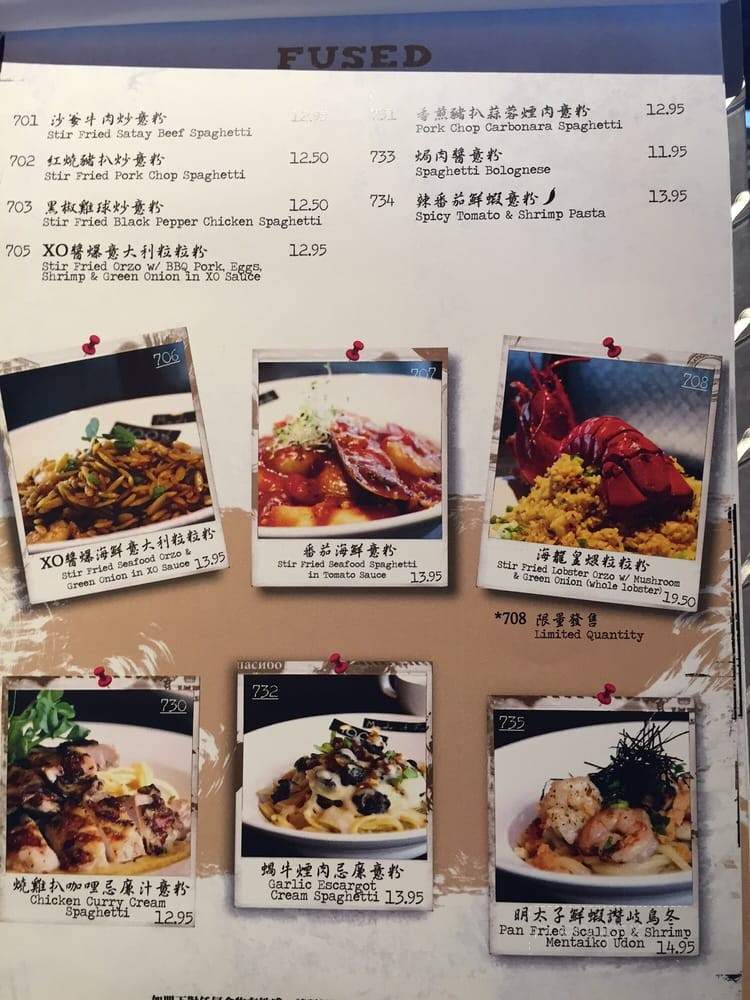 FUSED
701 沙爹牛肉炒意粉 12.95
Stir Fried Satay Beef Spaghetti
702 紅燒豬扒炒意粉 12.50
Stir Fried Pork Chop Spaghetti
703 黑椒雞球炒意粉 12.50
Stir Fried Black Pepper Chicken Spaghetti
705 XO醬爆意大利粒粒粉 12.95
Stir Fried Orzo w/ BBQ Pork, Eggs,
Shrimp & Green Onion in XO Sauce
731 香煎豬扒蒜蓉煙肉意粉 12.95
Pork Chop Carbonara Spaghetti
733 焗肉醬意粉 11.95
Spaghetti Bolognese
734 辣番茄鮮蝦意粉 13.95
Spicy Tomato & Shrimp Pasta
706
XO醬爆海鮮意大利粒粒粉
Stir Fried Seafood Orzo &
Green Onion in XO Sauce 13.95
707
番茄海鮮意粉
Stir Fried Seafood Spaghetti
in Tomato Sauce 13.95
708
海龍皇炒粒粒粉
Stir Fried Lobster Orzo w/ Mushroom
& Green Onion (whole lobster) 19.50
*708 限量發售
Limited Quantity
730
燒雞扒咖哩忌廉汁意粉
Chicken Curry Cream
Spaghetti 12.95
732
蝸牛煙肉忌廉意粉
Garlic Escargot
Cream Spaghetti 13.95
735
明太子鮮蝦讚岐烏冬
Pan Fried Scallop & Shrimp
Mentaiko Udon 14.95